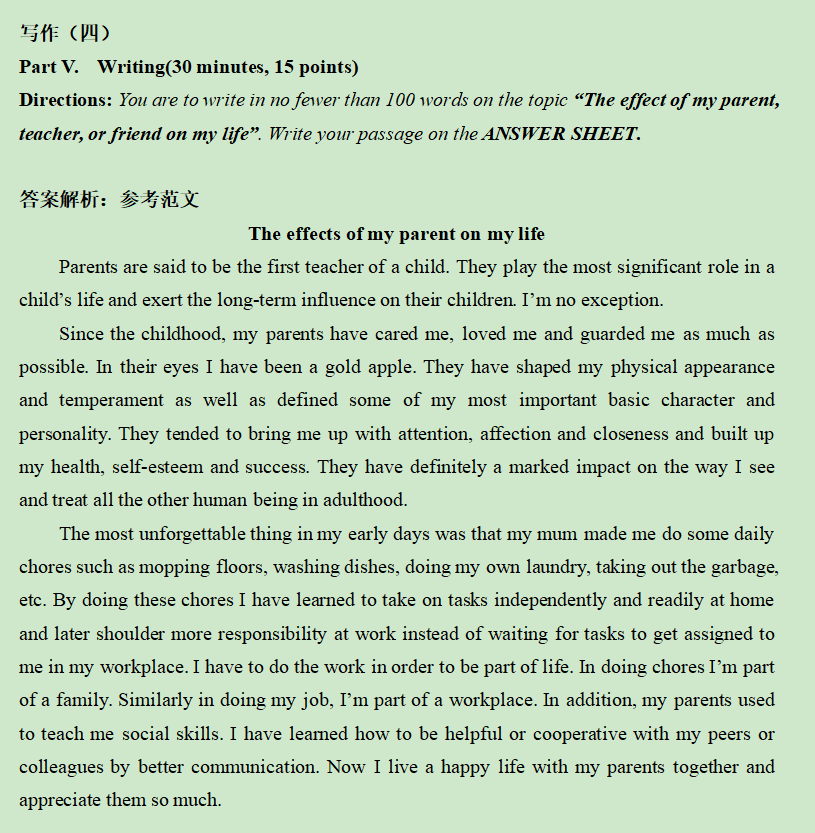 写作（四）
Part V. Writing(30 minutes, 15 points)
Directions: You are to write in no fewer than 100 words on the topic “The effect of my parent,
teacher, or friend on my life”. Write your passage on the ANSWER SHEET.
答案解析：参考范文
The effects of my parent on my life
Parents are said to be the first teacher of a child. They play the most significant role in a
child’s life and exert the long-term influence on their children. I’m no exception.
Since the childhood, my parents have cared me, loved me and guarded me as much as
possible. In their eyes I have been a gold apple. They have shaped my physical appearance
and temperament as well as defined some of my most important basic character and
personality. They tended to bring me up with attention, affection and closeness and built up
my health, self-esteem and success. They have definitely a marked impact on the way I see
and treat all the other human being in adulthood.
The most unforgettable thing in my early days was that my mum made me do some daily
chores such as mopping floors, washing dishes, doing my own laundry, taking out the garbage,
etc. By doing these chores I have learned to take on tasks independently and readily at home
and later shoulder more responsibility at work instead of waiting for tasks to get assigned to
me in my workplace. I have to do the work in order to be part of life. In doing chores I’m part
of a family. Similarly in doing my job, I’m part of a workplace. In addition, my parents used
to teach me social skills. I have learned how to be helpful or cooperative with my peers or
colleagues by better communication. Now I live a happy life with my parents together and
appreciate them so much.